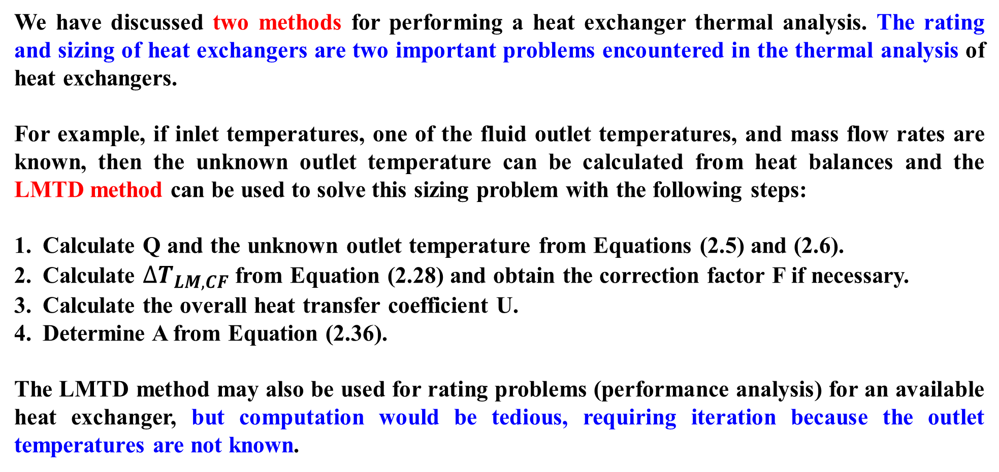 We have discussed two methods for performing a heat exchanger thermal analysis. The rating
and sizing of heat exchangers are two important problems encountered in the thermal analysis of
heat exchangers.
For example, if inlet temperatures, one of the fluid outlet temperatures, and mass flow rates are
known, then the unknown outlet temperature can be calculated from heat balances and the
LMTD method can be used to solve this sizing problem with the following steps:
1. Calculate Q and the unknown outlet temperature from Equations (2.5) and (2.6).
2. Calculate ΔT_{LM,CF} from Equation (2.28) and obtain the correction factor F if necessary.
3. Calculate the overall heat transfer coefficient U.
4. Determine A from Equation (2.36).
The LMTD method may also be used for rating problems (performance analysis) for an available
heat exchanger, but computation would be tedious, requiring iteration because the outlet
temperatures are not known.